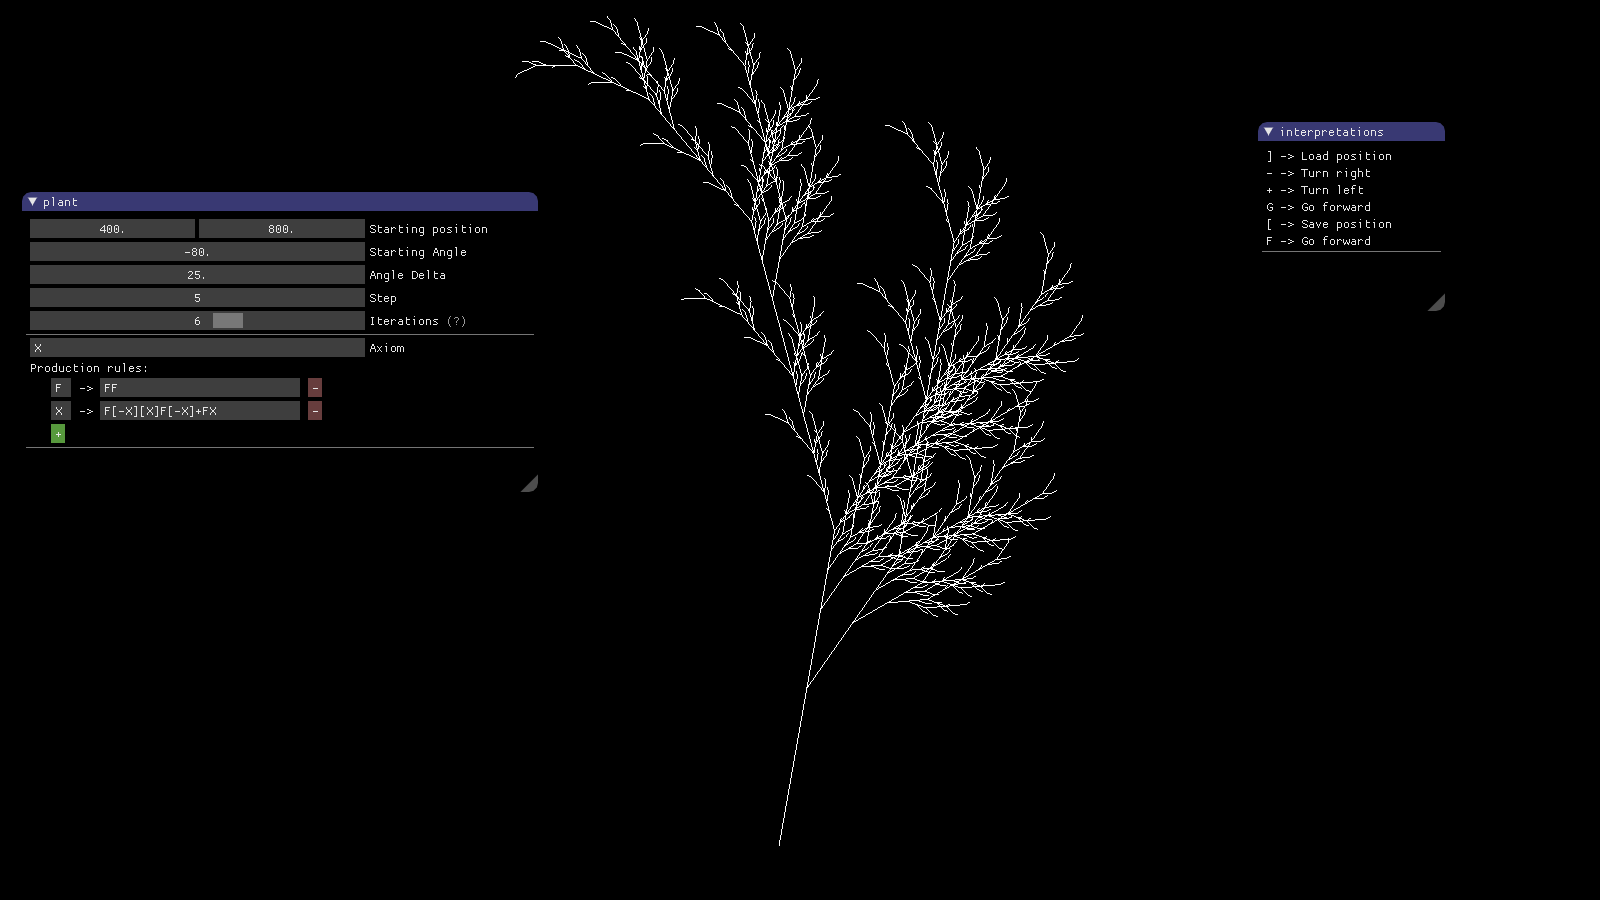 plant
400. 800. Starting position
-80. Starting Angle
25. Angle Delta
5 Step
6 Iterations (?)
X Axiom
Production rules:
F -> FF -
X -> F[-X][X]F[-X]+FX -
+
interpretations
] -> Load position
- -> Turn right
+ -> Turn left
G -> Go forward
[ -> Save position
F -> Go forward